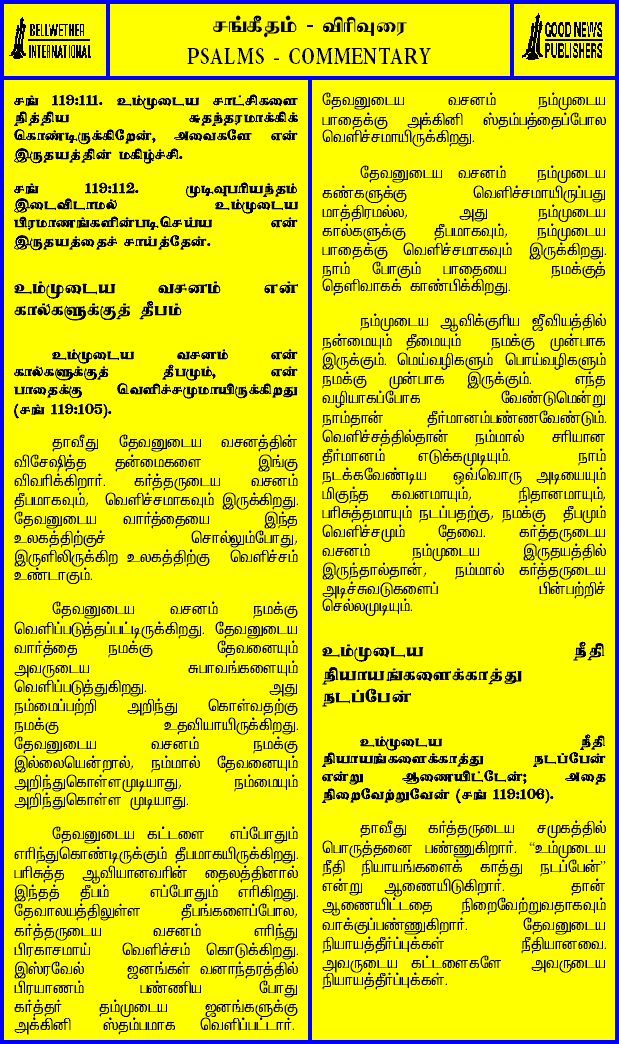 BELLWETHER
INTERNATIONAL
சங்கீதம் - விரிவுரை
PSALMS - COMMENTARY
GOOD NEWS
PUBLISHERS
சங் 119:111. உம்முடைய சாட்சிகளை
நித்திய சுதந்தரமாக்கிக்
கொண்டிருக்கிறேன், அவைகளே என்
இருதயத்தின் மகிழ்ச்சி.
சங் 119:112. முடிவுபரியந்தம்
இடைவிடாமல் உம்முடைய
பிரமாணங்களின்படி செய்ய என்
இருதயத்தைச் சாய்த்தேன்.
உம்முடைய வசனம் என்
கால்களுக்குத் தீபம்
உம்முடைய வசனம் என்
கால்களுக்குத் தீபமும், என்
பாதைக்கு வெளிச்சமுமாயிருக்கிறது
(சங் 119:105).
தாவீது தேவனுடைய வசனத்தின்
விசேஷித்த தன்மைகளை இங்கு
விவரிக்கிறார். கர்த்தருடைய வசனம்
தீபமாகவும், வெளிச்சமாகவும் இருக்கிறது.
தேவனுடைய வார்த்தையை இந்த
உலகத்திற்குச் சொல்லும்போது,
இருளிலிருக்கிற உலகத்திற்கு வெளிச்சம்
உண்டாகும்.
தேவனுடைய வசனம் நமக்கு
வெளிப்படுத்தப்பட்டிருக்கிறது. தேவனுடைய
வார்த்தை நமக்கு தேவனையும்
அவருடைய சுபாவங்களையும்
வெளிப்படுத்துகிறது. அது
நம்மைப்பற்றி அறிந்து கொள்வதற்கு
நமக்கு உதவியாயிருக்கிறது.
தேவனுடைய வசனம் நமக்கு
இல்லையென்றால், நம்மால் தேவனையும்
அறிந்துகொள்ளமுடியாது, நம்மையும்
அறிந்துகொள்ள முடியாது.
தேவனுடைய கட்டளை எப்போதும்
எரிந்துகொண்டிருக்கும் தீபமாகயிருக்கிறது.
பரிசுத்த ஆவியானவரின் தைலத்தினால்
இந்தத் தீபம் எப்போதும் எரிகிறது.
தேவாலயத்திலுள்ள தீபங்களைப்போல,
கர்த்தருடைய வசனம் எரிந்து
பிரகாசமாய் வெளிச்சம் கொடுக்கிறது.
இஸ்ரவேல் ஜனங்கள் வனாந்தரத்தில்
பிரயாணம் பண்ணிய போது
கர்த்தர் தம்முடைய ஜனங்களுக்கு
அக்கினி ஸ்தம்பமாக வெளிப்பட்டார்.
தேவனுடைய வசனம் நம்முடைய
பாதைக்கு அக்கினி ஸ்தம்பத்தைப்போல
வெளிச்சமாயிருக்கிறது.
தேவனுடைய வசனம் நம்முடைய
கண்களுக்கு வெளிச்சமாயிருப்பது
மாத்திரமல்ல, அது நம்முடைய
கால்களுக்கு தீபமாகவும், நம்முடைய
பாதைக்கு வெளிச்சமாகவும் இருக்கிறது.
நாம் போகும் பாதையை நமக்குத்
தெளிவாகக் காண்பிக்கிறது.
நம்முடைய ஆவிக்குரிய ஜீவியத்தில்
நன்மையும் தீமையும் நமக்கு முன்பாக
இருக்கும். மெய்வழிகளும் பொய்வழிகளும்
நமக்கு முன்பாக இருக்கும். எந்த
வழியாகப்போக வேண்டுமென்று
நாம்தான் தீர்மானம்பண்ணவேண்டும்.
வெளிச்சத்தில்தான் நம்மால் சரியான
தீர்மானம் எடுக்கமுடியும். நாம்
நடக்கவேண்டிய ஒவ்வொரு அடியையும்
மிகுந்த கவனமாயும், நிதானமாயும்,
பரிசுத்தமாயும் நடப்பதற்கு, நமக்கு தீபமும்
வெளிச்சமும் தேவை. கர்த்தருடைய
வசனம் நம்முடைய இருதயத்தில்
இருந்தால்தான், நம்மால் கர்த்தருடைய
அடிச்சுவடுகளைப் பின்பற்றிச்
செல்லமுடியும்.
உம்முடைய நீதி
நியாயங்களைக்காத்து
நடப்பேன்
உம்முடைய நீதி
நியாயங்களைக்காத்து நடப்பேன்
என்று ஆணையிட்டேன்; அதை
நிறைவேற்றுவேன் (சங் 119:106).
தாவீது கர்த்தருடைய சமுகத்தில்
பொருத்தனை பண்ணுகிறார். “உம்முடைய
நீதி நியாயங்களைக் காத்து நடப்பேன்”
என்று ஆணையிடுகிறார். தான்
ஆணையிட்டதை நிறைவேற்றுவதாகவும்
வாக்குப்பண்ணுகிறார். தேவனுடைய
நியாயத்தீர்ப்புக்கள் நீதியானவை.
அவருடைய கட்டளைகளே அவருடைய
நியாயத்தீர்ப்புக்கள்.